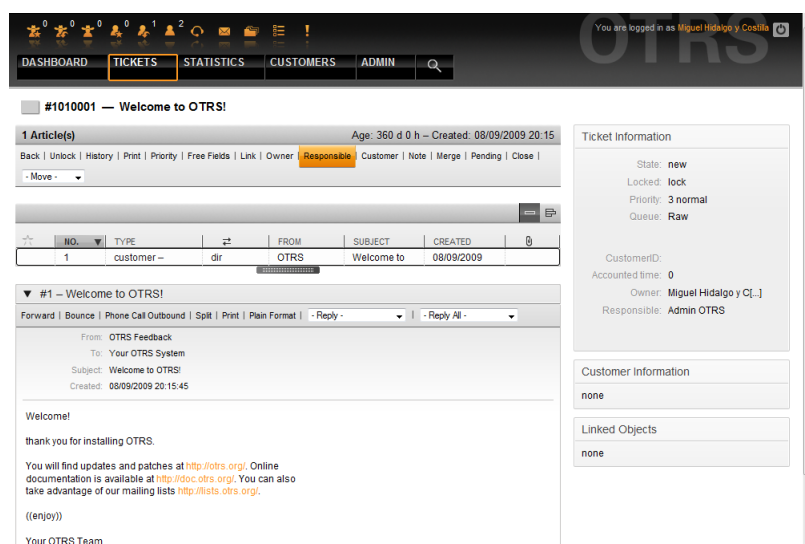 0 0 0 0 1 2
OTRS
You are logged in as Miguel Hidalgo y Costilla
DASHBOARD TICKETS STATISTICS CUSTOMERS ADMIN
#1010001 — Welcome to OTRS!
1 Article(s) Age: 360 d 0 h – Created: 08/09/2009 20:15
Back | Unlock | History | Print | Priority | Free Fields | Link | Owner | Responsible | Customer | Note | Merge | Pending | Close |
- Move -
NO. ▼ TYPE ⇄ FROM SUBJECT CREATED
1 customer – dir OTRS Welcome to 08/09/2009
▼ #1 – Welcome to OTRS!
Forward | Bounce | Phone Call Outbound | Split | Print | Plain Format | - Reply - | - Reply All -
From: OTRS Feedback
To: Your OTRS System
Subject: Welcome to OTRS!
Created: 08/09/2009 20:15:45
Welcome!
thank you for installing OTRS.
You will find updates and patches at http://otrs.org/. Online
documentation is available at http://doc.otrs.org/. You can also
take advantage of our mailing lists http://lists.otrs.org/.
((enjoy))
Your OTRS Team
Ticket Information
State: new
Locked: lock
Priority: 3 normal
Queue: Raw
CustomerID:
Accounted time: 0
Owner: Miguel Hidalgo y C[...]
Responsible: Admin OTRS
Customer Information
none
Linked Objects
none